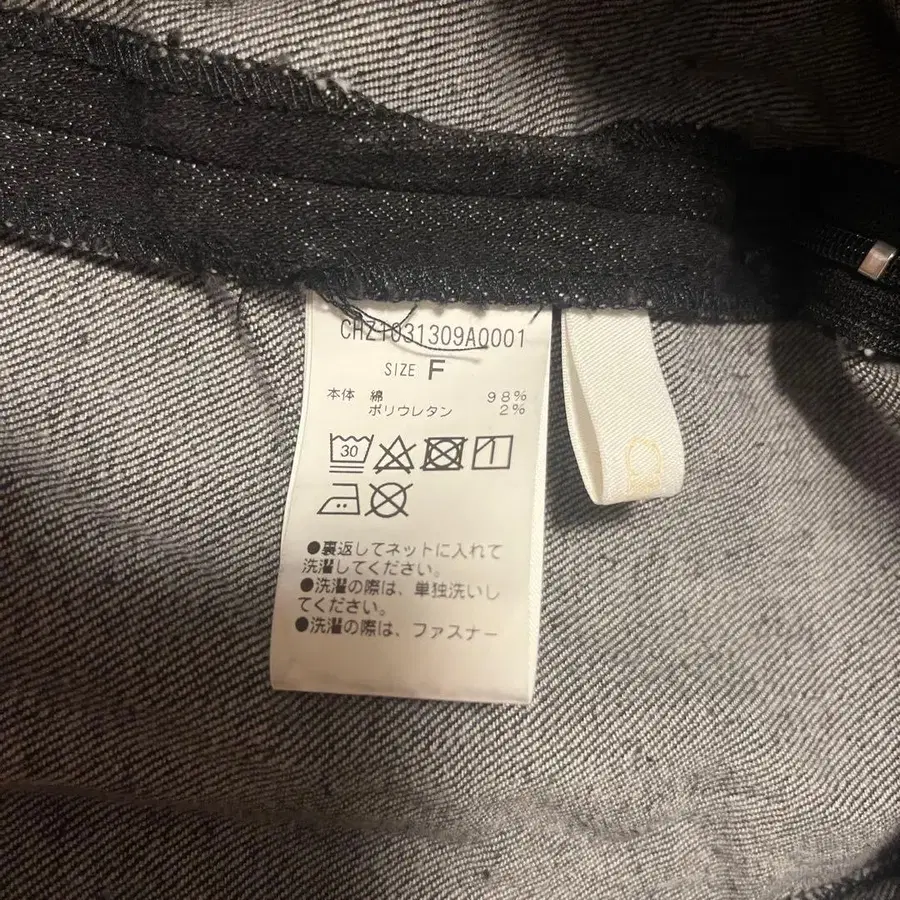 CHZ1031309A0001
SIZE F
本体 綿 98%
ポリウレタン 2%
30
●裏返してネットに入れて
洗濯してください。
●洗濯の際は、単独洗いし
てください。
●洗濯の際は、ファスナー